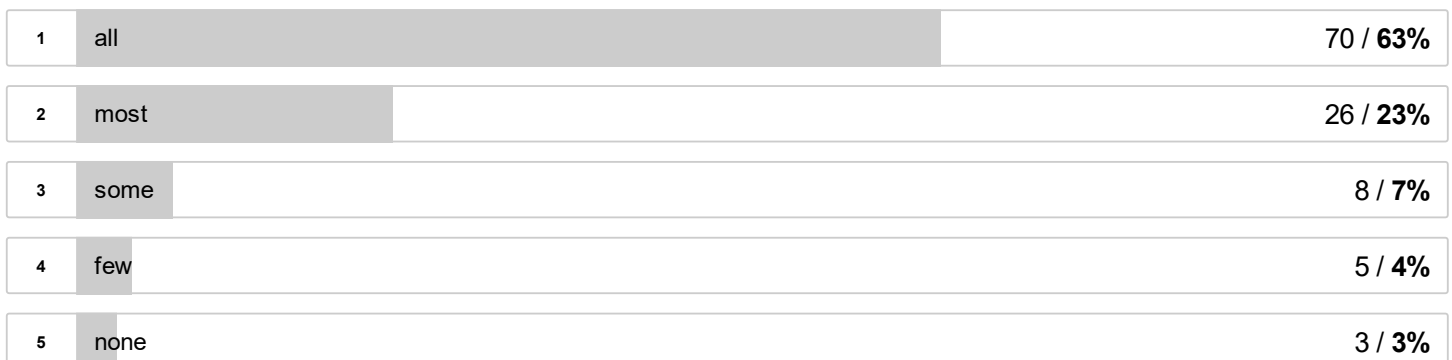 1 all 70 / 63%
2 most 26 / 23%
3 some 8 / 7%
4 few 5 / 4%
5 none 3 / 3%